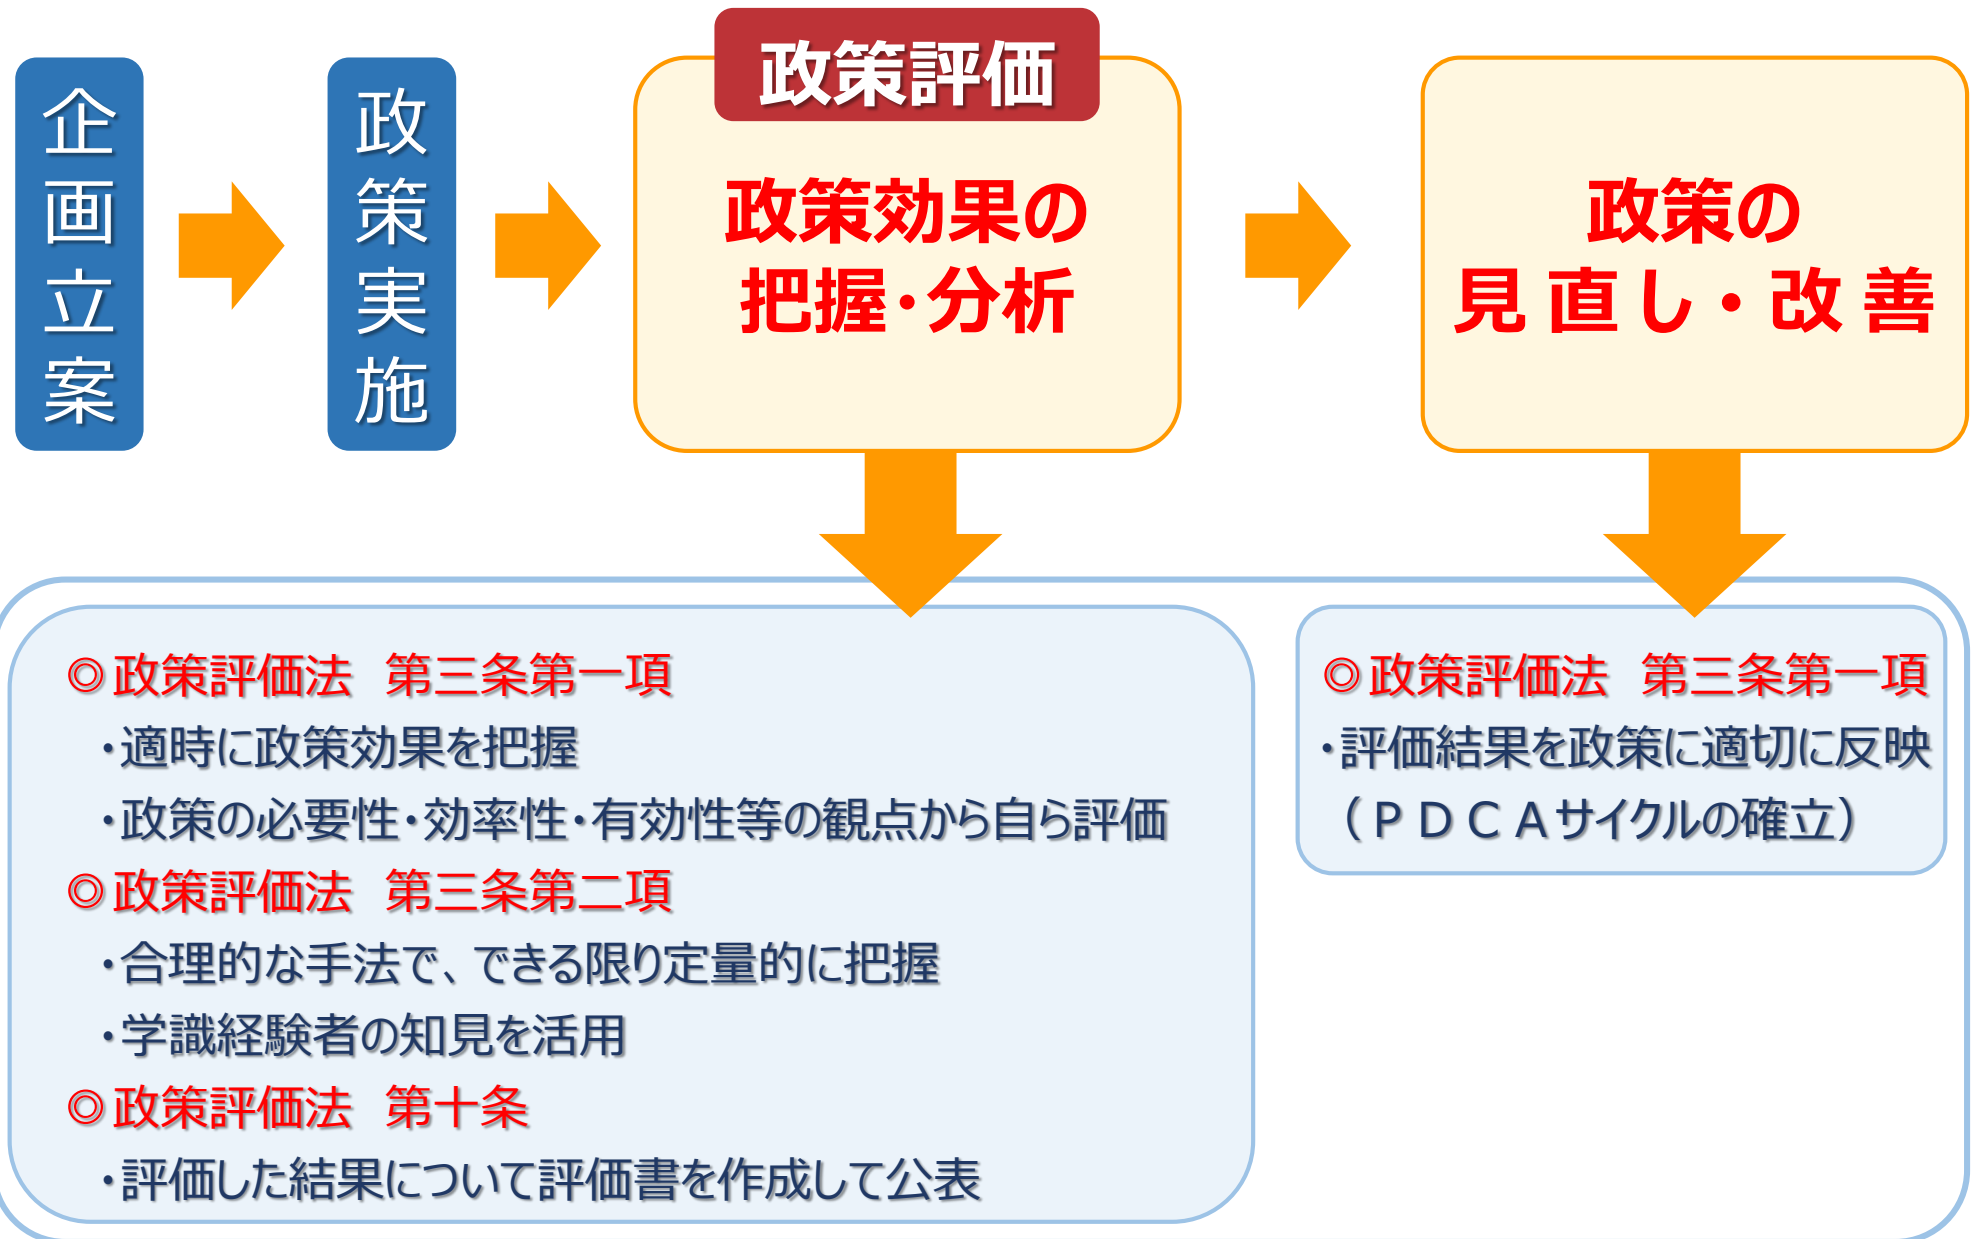 企画立案
政策実施
政策評価
政策効果の
把握・分析
政策の
見直し・改善
◎政策評価法　第三条第一項
・適時に政策効果を把握
・政策の必要性・効率性・有効性等の観点から自ら評価
◎政策評価法　第三条第二項
・合理的な手法で、できる限り定量的に把握
・学識経験者の知見を活用
◎政策評価法　第十条
・評価した結果について評価書を作成して公表
◎政策評価法　第三条第一項
・評価結果を政策に適切に反映
（ＰＤＣＡサイクルの確立）